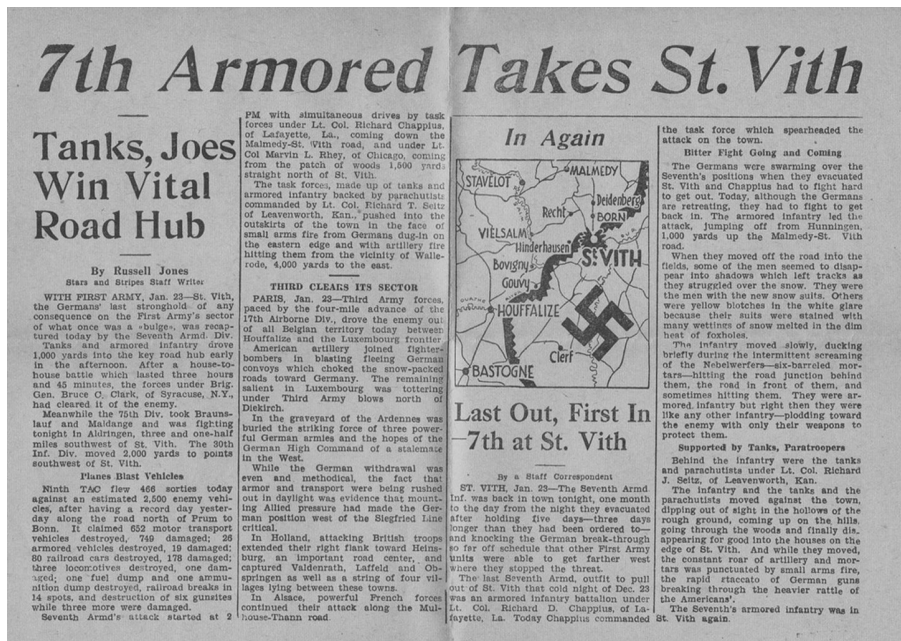 7th Armored Takes St. Vith
Tanks, Joes
Win Vital
Road Hub
By Russell Jones
Stars and Stripes Staff Writer
WITH FIRST ARMY, Jan. 23—St. Vith,
the Germans' last stronghold of any
consequence on the First Army's sector
of what once was a «bulge», was recap-
tured today by the Seventh Armd. Div.
Tanks and armored infantry drove
1,000 yards into the key road hub early
in the afternoon. After a house-to-
house battle which lasted three hours
and 45 minutes, the forces under Brig.
Gen. Bruce C. Clark, of Syracuse, N.Y.,
had cleared it of the enemy.
Meanwhile the 75th Div. took Brauns-
lauf and Maldange and was fighting
tonight in Aldringen, three and one-half
miles southwest of St. Vith. The 30th
Inf. Div. moved 2,000 yards to points
southwest of St. Vith.
Planes Blast Vehicles
Ninth TAC flew 466 sorties today
against an estimated 2,500 enemy vehi-
cles, after having a record day yester-
day along the road north of Prum to
Bonn. It claimed 652 motor transport
vehicles destroyed, 749 damaged; 26
armored vehicles destroyed, 19 damaged;
80 railroad cars destroyed, 178 damaged;
three locomotives destroyed, one dam-
aged; one fuel dump and one ammu-
nition dump destroyed, railroad breaks in
14 spots, and destruction of six gunsites
while three more were damaged.
Seventh Armd's attack started at 2
PM with simultaneous drives by task
forces under Lt. Col. Richard Chappius,
of Lafayette, La., coming down the
Malmedy-St. Vith road, and under Lt.
Col Marvin L. Rhey, of Chicago, coming
from the patch of woods 1,500 yards
straight north of St. Vith.
The task forces, made up of tanks and
armored infantry backed by parachutists
commanded by Lt. Col. Richard T. Seitz
of Leavenworth, Kan., pushed into the
outskirts of the town in the face of
small arms fire from Germans dug-in on
the eastern edge and with artillery fire
hitting them from the vicinity of Walle-
rode, 4,000 yards to the east.
THIRD CLEARS ITS SECTOR
PARIS, Jan. 23—Third Army forces,
paced by the four-mile advance of the
17th Airborne Div., drove the enemy out
of all Belgian territory today between
Houffalize and the Luxembourg frontier
American artillery joined fighter-
bombers in blasting fleeing German
convoys which choked the snow-packed
roads toward Germany. The remaining
salient in Luxembourg was tottering
under Third Army blows north of
Diekirch.
In the graveyard of the Ardennes was
buried the striking force of three power-
ful German armies and the hopes of the
German High Command of a stalemate
in the West.
While the German withdrawal was
even and methodical, the fact that
armor and transport were being rushed
out in daylight was evidence that mount-
ing Allied pressure had made the Ger-
man position west of the Siegfried Line
critical.
In Holland, attacking British troops
extended their right flank toward Heins-
burg, an important road center, and
captured Valdenrath, Laffeld and Ob-
springen as well as a string of four vil-
lages lying between these towns.
In Alsace, powerful French forces
continued their attack along the Mul-
house-Thann road.
In Again
STAVELOT
MALMEDY
Deidenberg
Recht
BORN
VIELSALM
Hinderhausen
St. VITH
Bovigny
Gouvy
HOUFFALIZE
Clerf
BASTOGNE
Last Out, First In
—7th at St. Vith
By a Staff Correspondent
ST. VITH, Jan. 23—The Seventh Armd.
Inf. was back in town tonight, one month
to the day from the night they evacuated
after holding five days—three days
longer than they had been ordered to—
and knocking the German break-through
so far off schedule that other First Army
units were able to get farther west
where they stopped the threat.
The last Seventh Armd, outfit to pull
out of St. Vith that cold night of Dec. 23
was an armored infantry battalion under
Lt. Col. Richard D. Chappius, of La-
fayette, La. Today Chappius commanded
the task force which spearheaded the
attack on the town.
Bitter Fight Going and Coming
The Germans were swarming over the
Seventh's positions when they evacuated
St. Vith and Chappius had to fight hard
to get out. Today, although the Germans
are retreating, they had to fight to get
back in. The armored infantry led the
attack, jumping off from Hunningen,
1,000 yards up the Malmedy-St. Vith
road.
When they moved off the road into the
fields, some of the men seemed to disap-
pear into shadows which left tracks as
they struggled over the snow. They were
the men with the new snow suits. Others
were yellow blotches in the white glare
because their suits were stained with
many wettings of snow melted in the dim
heat of foxholes.
The infantry moved slowly, ducking
briefly during the intermittent screaming
of the Nebelwerfers—six-barreled mor-
tars—hitting the road junction behind
them, the road in front of them, and
sometimes hitting them. They were ar-
mored infantry but right then they were
like any other infantry—plodding toward
the enemy with only their weapons to
protect them.
Supported by Tanks, Paratroopers
Behind the infantry were the tanks
and parachutists under Lt. Col. Richard
J. Seitz, of Leavenworth, Kan.
The infantry and the tanks and the
parachutists moved against the town,
dipping out of sight in the hollows of the
rough ground, coming up on the hills.
going through the woods and finally dis.
appearing for good into the houses on the
edge of St. Vith. And while they moved,
the constant roar of artillery and mor-
tars was punctuated by small arms fire,
the rapid staccato of German guns
breaking through the heavier rattle of
the Americans'.
The Seventh's armored infantry was in
St. Vith again.